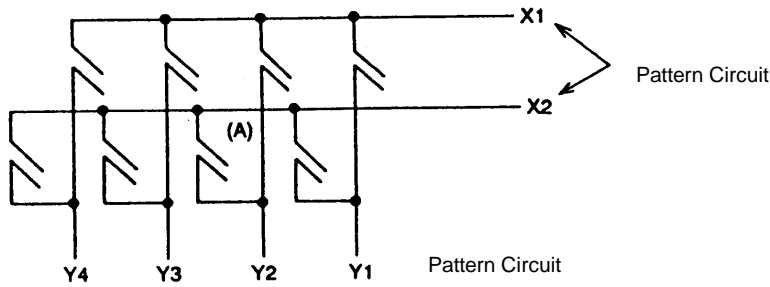 X1
Pattern Circuit
X2
(A)
Y4 Y3 Y2 Y1 Pattern Circuit